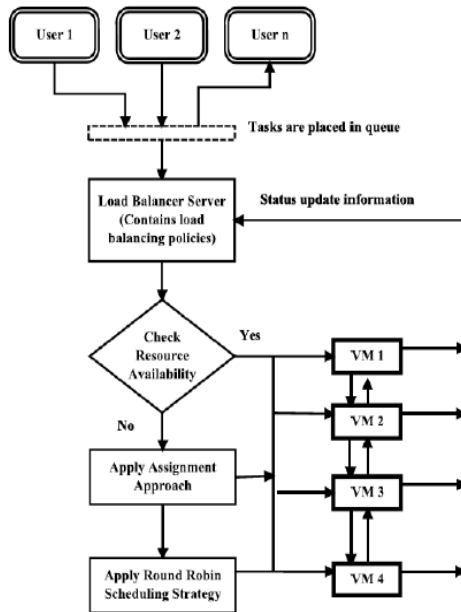 User 1
User 2
User n
Tasks are placed in queue
Load Balancer Server
(Contains load
balancing policies)
Status update information
Check
Resource
Availability
Yes
No
VM 1
VM 2
VM 3
VM 4
Apply Assignment
Approach
Apply Round Robin
Scheduling Strategy